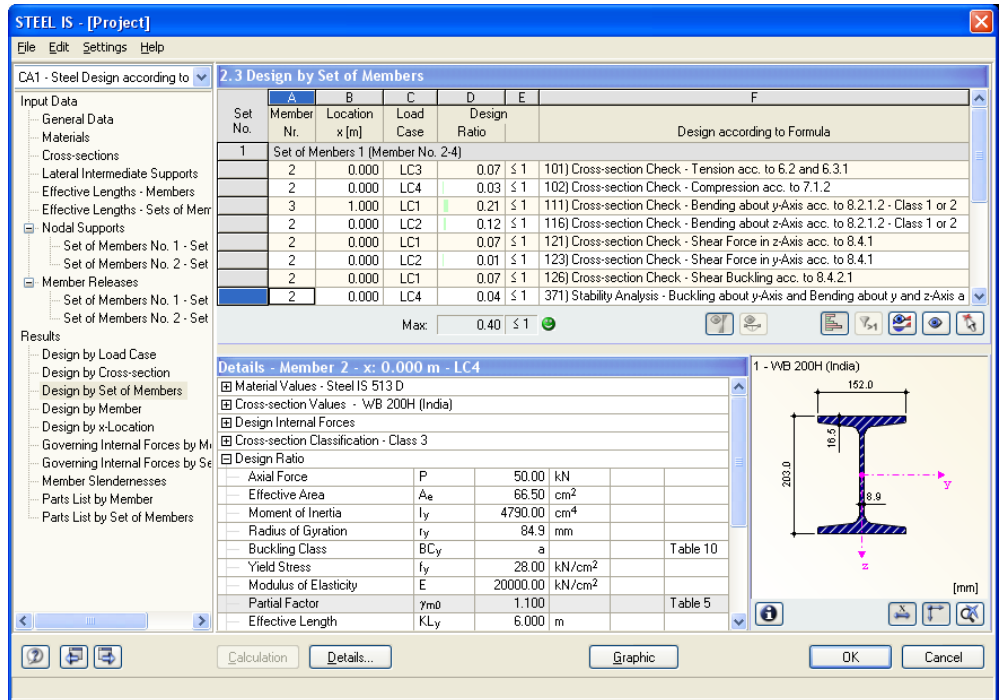 STEEL IS - [Project]
File Edit Settings Help
CA1 - Steel Design according to
Input Data
General Data
Materials
Cross-sections
Lateral Intermediate Supports
Effective Lengths - Members
Effective Lengths - Sets of Mem
Nodal Supports
Set of Members No. 1 - Set
Set of Members No. 2 - Set
Member Releases
Set of Members No. 1 - Set
Set of Members No. 2 - Set
Results
Design by Load Case
Design by Cross-section
Design by Set of Members
Design by Member
Design by x-Location
Governing Internal Forces by M
Governing Internal Forces by Se
Member Slendernesses
Parts List by Member
Parts List by Set of Members
2.3 Design by Set of Members
A B C D E F
Set Member Location Load Design
No. Nr. x [m] Case Ratio Design according to Formula
1 Set of Members 1 (Member No. 2-4)
2 0.000 LC3 0.07 ≤ 1 101) Cross-section Check - Tension acc. to 6.2 and 6.3.1
2 0.000 LC4 0.03 ≤ 1 102) Cross-section Check - Compression acc. to 7.1.2
3 1.000 LC1 0.21 ≤ 1 111) Cross-section Check - Bending about y-Axis acc. to 8.2.1.2 - Class 1 or 2
2 0.000 LC2 0.12 ≤ 1 116) Cross-section Check - Bending about z-Axis acc. to 8.2.1.2 - Class 1 or 2
2 0.000 LC1 0.07 ≤ 1 121) Cross-section Check - Shear Force in z-Axis acc. to 8.4.1
2 0.000 LC2 0.01 ≤ 1 123) Cross-section Check - Shear Force in y-Axis acc. to 8.4.1
2 0.000 LC1 0.07 ≤ 1 126) Cross-section Check - Shear Buckling acc. to 8.4.2.1
2 0.000 LC4 0.04 ≤ 1 371) Stability Analysis - Buckling about y-Axis and Bending about y and z-Axis a
Max: 0.40 ≤ 1
Details - Member 2 - x: 0.000 m - LC4
Material Values - Steel IS 513 D
Cross-section Values - WB 200H (India)
Design Internal Forces
Cross-section Classification - Class 3
Design Ratio
Axial Force P 50.00 kN
Effective Area Ae 66.50 cm2
Moment of Inertia Iy 4790.00 cm4
Radius of Gyration ry 84.9 mm
Buckling Class BCy a Table 10
Yield Stress fy 28.00 kN/cm2
Modulus of Elasticity E 20000.00 kN/cm2
Partial Factor γm0 1.100 Table 5
Effective Length KLy 6.000 m
1 - WB 200H (India)
152.0
16.5
203.0
8.9
y
z
[mm]
Calculation Details... Graphic OK Cancel